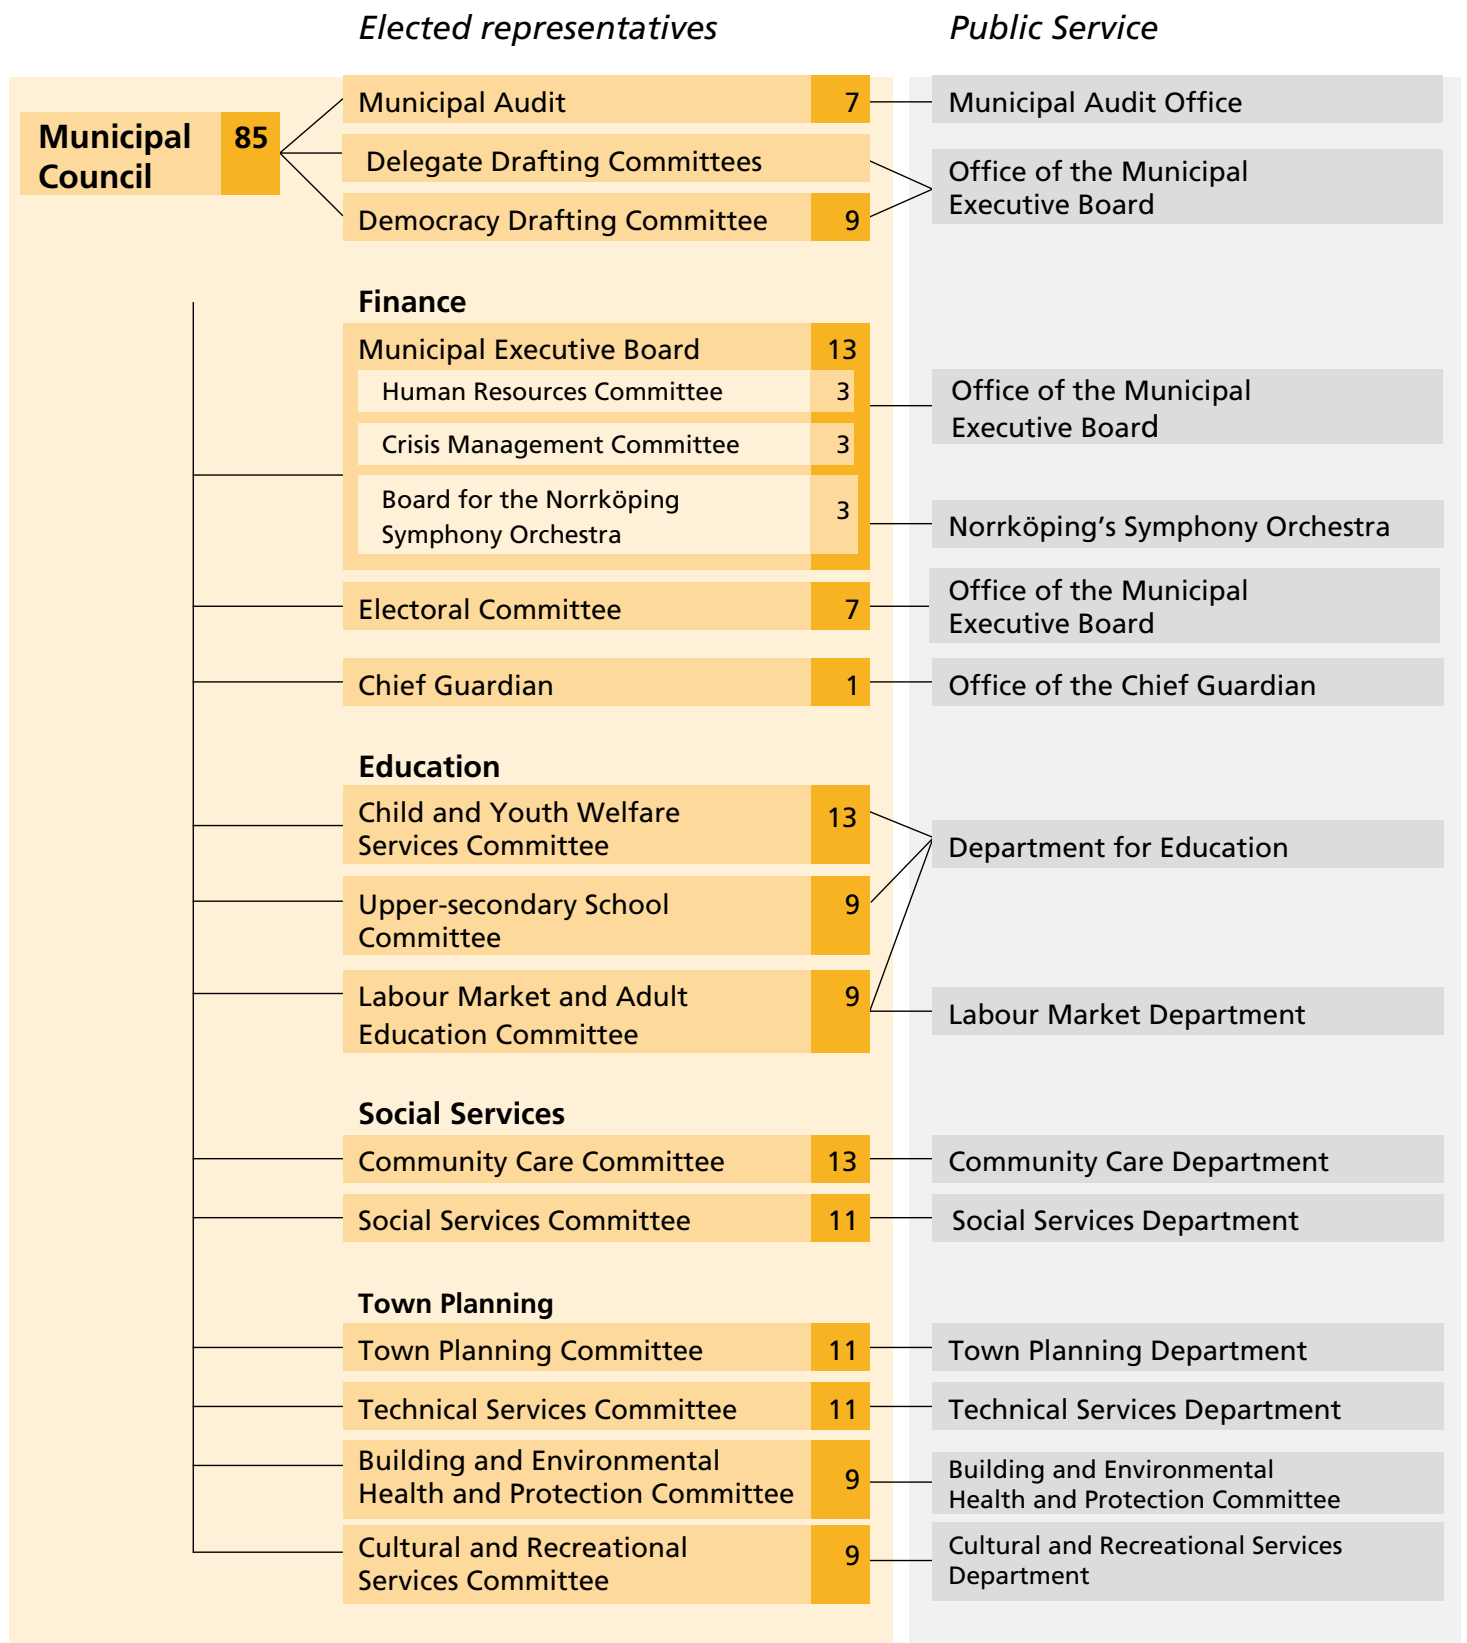 Elected representatives
Public Service
Municipal
Council
85
Municipal Audit
7
Municipal Audit Office
Delegate Drafting Committees
Office of the Municipal
Executive Board
Democracy Drafting Committee
9
Finance
Municipal Executive Board
13
Human Resources Committee
3
Office of the Municipal
Executive Board
Crisis Management Committee
3
Board for the Norrköping
Symphony Orchestra
3
Norrköping's Symphony Orchestra
Electoral Committee
7
Office of the Municipal
Executive Board
Chief Guardian
1
Office of the Chief Guardian
Education
Child and Youth Welfare
Services Committee
13
Department for Education
Upper-secondary School
Committee
9
Labour Market and Adult
Education Committee
9
Labour Market Department
Social Services
Community Care Committee
13
Community Care Department
Social Services Committee
11
Social Services Department
Town Planning
Town Planning Committee
11
Town Planning Department
Technical Services Committee
11
Technical Services Department
Building and Environmental
Health and Protection Committee
9
Building and Environmental
Health and Protection Committee
Cultural and Recreational
Services Committee
9
Cultural and Recreational Services
Department